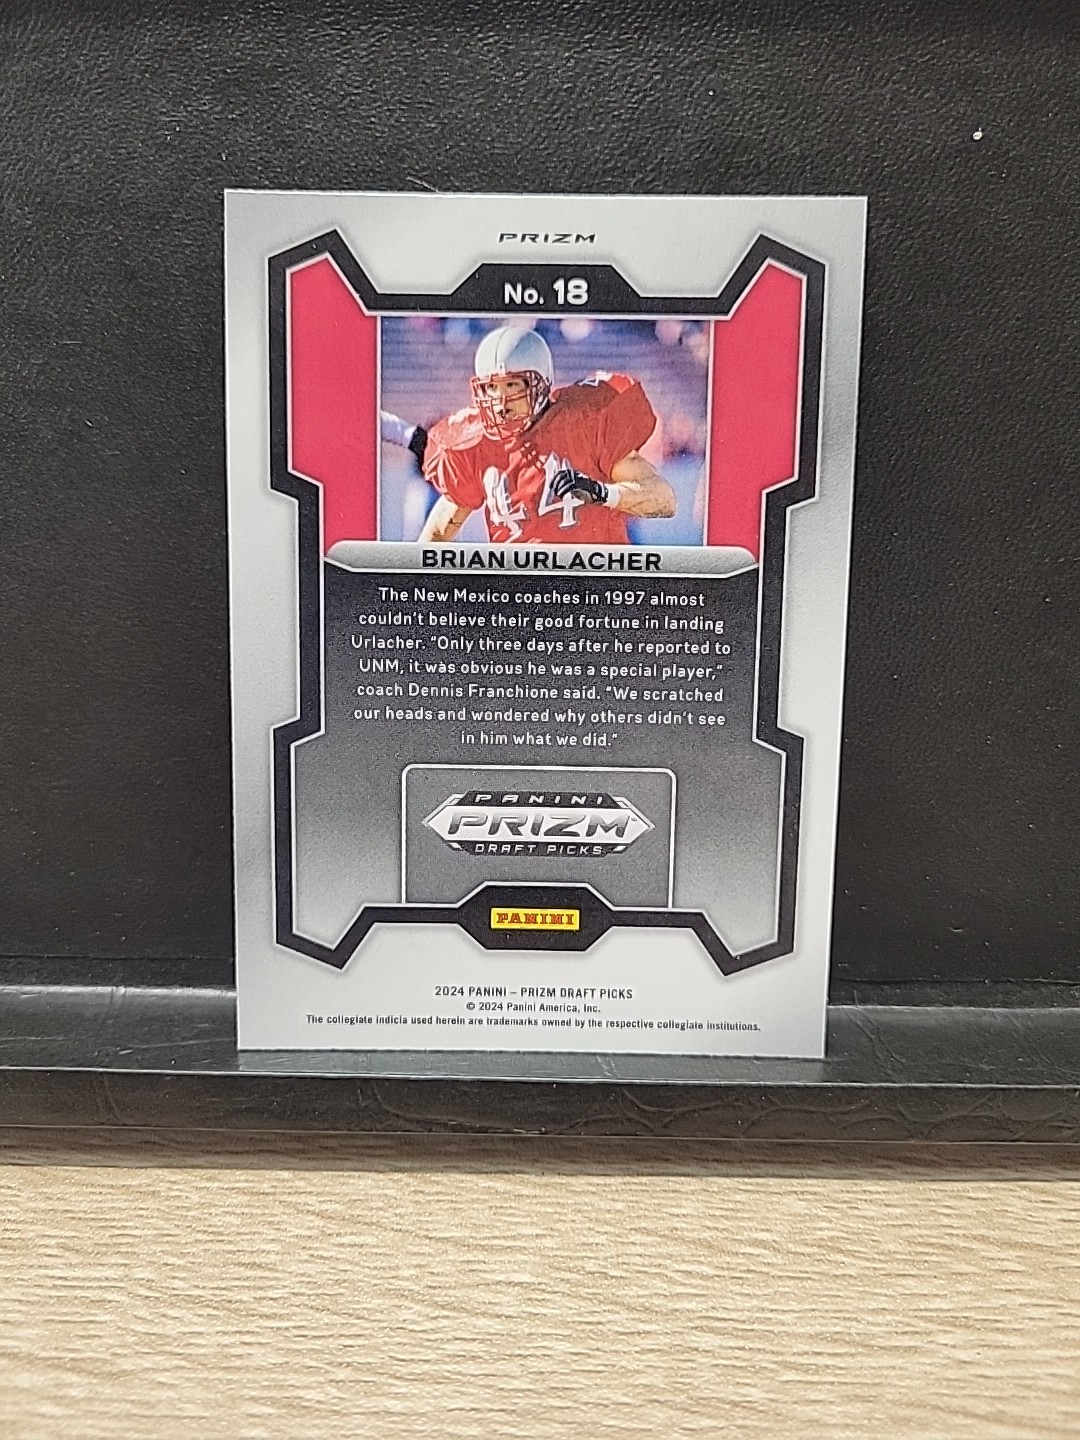 PRIZM
No. 18
44
BRIAN URLACHER
The New Mexico coaches in 1997 almost
couldn't believe their good fortune in landing
Urlacher. "Only three days after he reported to
UNM, it was obvious he was a special player,"
coach Dennis Franchione said. "We scratched
our heads and wondered why others didn't see
in him what we did."
PANINI
PRIZM
DRAFT PICKS
PANINI
2024 PANINI – PRIZM DRAFT PICKS
© 2024 Panini America, Inc.
The collegiate indicia used herein are trademarks owned by the respective collegiate institutions.